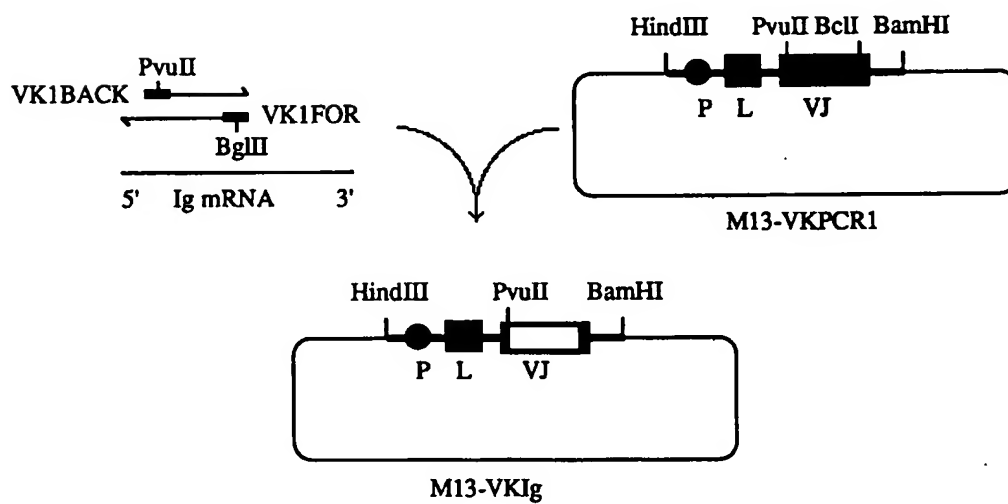 PvuII
VK1BACK
VK1FOR
BglII
5' Ig mRNA 3'
HindIII PvuII BclI BamHI
P L VJ
M13-VKPCR1
HindIII PvuII BamHI
P L VJ
M13-VKIg